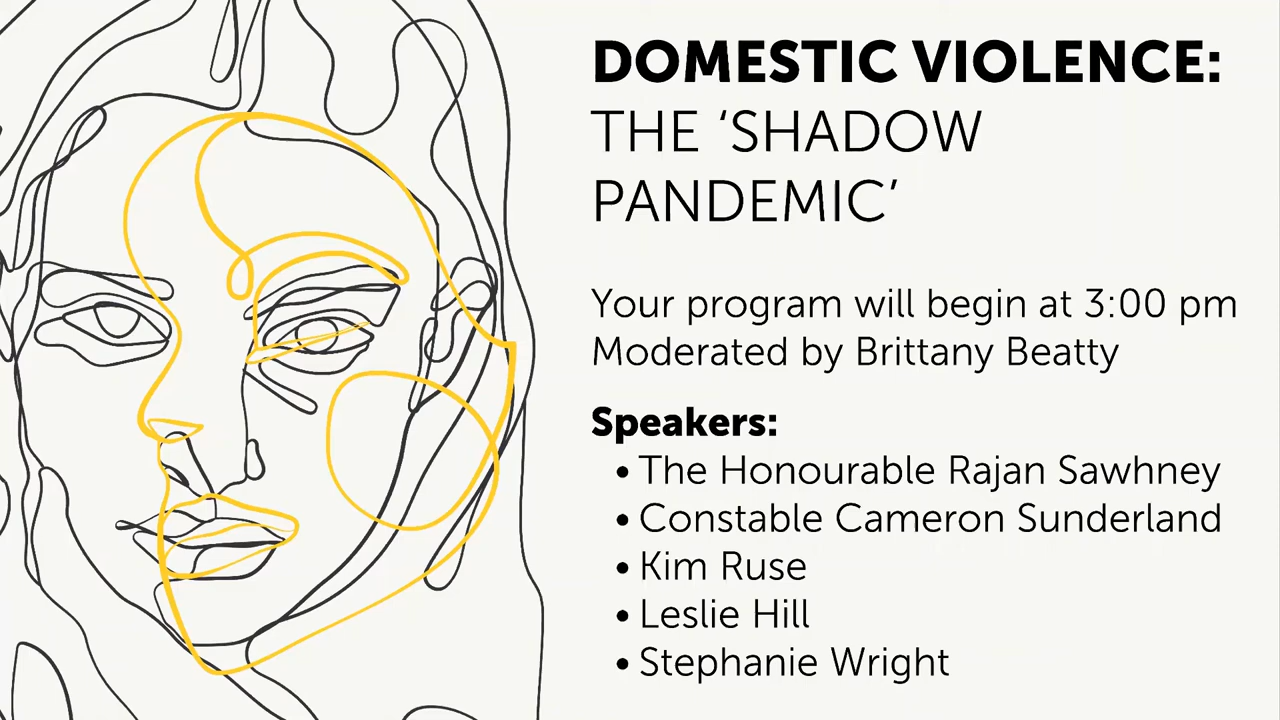 DOMESTIC VIOLENCE:
THE ‘SHADOW
PANDEMIC’
Your program will begin at 3:00 pm
Moderated by Brittany Beatty
Speakers:
• The Honourable Rajan Sawhney
• Constable Cameron Sunderland
• Kim Ruse
• Leslie Hill
• Stephanie Wright